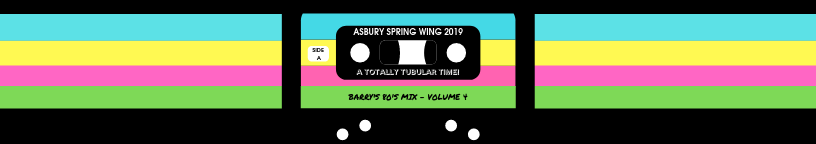 ASBURY SPRING WING 2019
SIDE
A
A TOTALLY TUBULAR TIME!
BARRY'S 80'S MIX - VOLUME 4